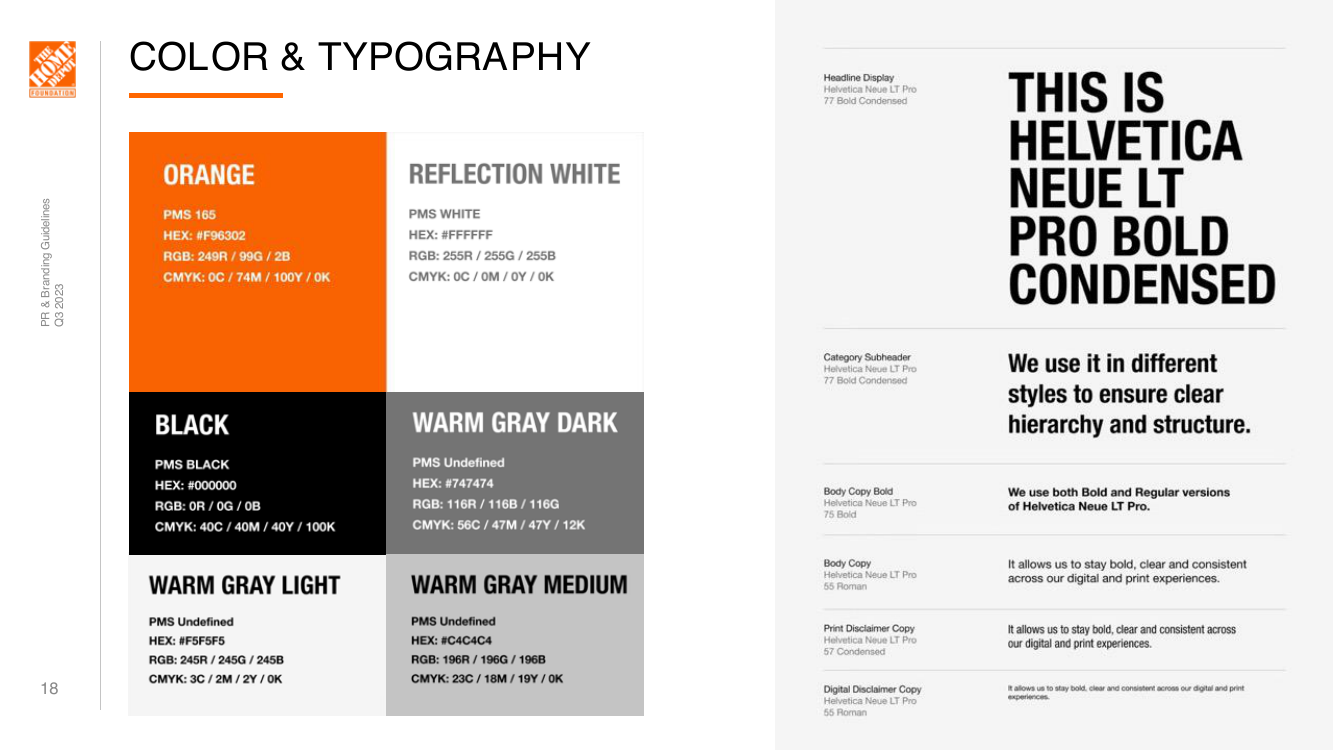 THE
HOME
DEPOT
FOUNDATION
COLOR & TYPOGRAPHY
PR & Branding Guidelines
Q3 2023
18
ORANGE
PMS 165
HEX: #F96302
RGB: 249R / 99G / 2B
CMYK: 0C / 74M / 100Y / 0K
REFLECTION WHITE
PMS WHITE
HEX: #FFFFFF
RGB: 255R / 255G / 255B
CMYK: 0C / 0M / 0Y / 0K
BLACK
PMS BLACK
HEX: #000000
RGB: 0R / 0G / 0B
CMYK: 40C / 40M / 40Y / 100K
WARM GRAY DARK
PMS Undefined
HEX: #747474
RGB: 116R / 116B / 116G
CMYK: 56C / 47M / 47Y / 12K
WARM GRAY LIGHT
PMS Undefined
HEX: #F5F5F5
RGB: 245R / 245G / 245B
CMYK: 3C / 2M / 2Y / 0K
WARM GRAY MEDIUM
PMS Undefined
HEX: #C4C4C4
RGB: 196R / 196G / 196B
CMYK: 23C / 18M / 19Y / 0K
Headline Display
Helvetica Neue LT Pro
77 Bold Condensed
THIS IS
HELVETICA
NEUE LT
PRO BOLD
CONDENSED
Category Subheader
Helvetica Neue LT Pro
77 Bold Condensed
We use it in different
styles to ensure clear
hierarchy and structure.
Body Copy Bold
Helvetica Neue LT Pro
75 Bold
We use both Bold and Regular versions
of Helvetica Neue LT Pro.
Body Copy
Helvetica Neue LT Pro
55 Roman
It allows us to stay bold, clear and consistent
across our digital and print experiences.
Print Disclaimer Copy
Helvetica Neue LT Pro
57 Condensed
It allows us to stay bold, clear and consistent across
our digital and print experiences.
Digital Disclaimer Copy
Helvetica Neue LT Pro
55 Roman
It allows us to stay bold, clear and consistent across our digital and print
experiences.